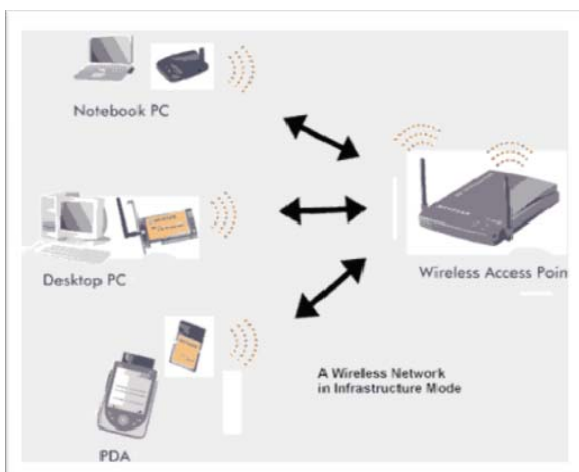 Notebook PC
Desktop PC
Wireless Access Poin
A Wireless Network
in Infrastructure Mode
PDA